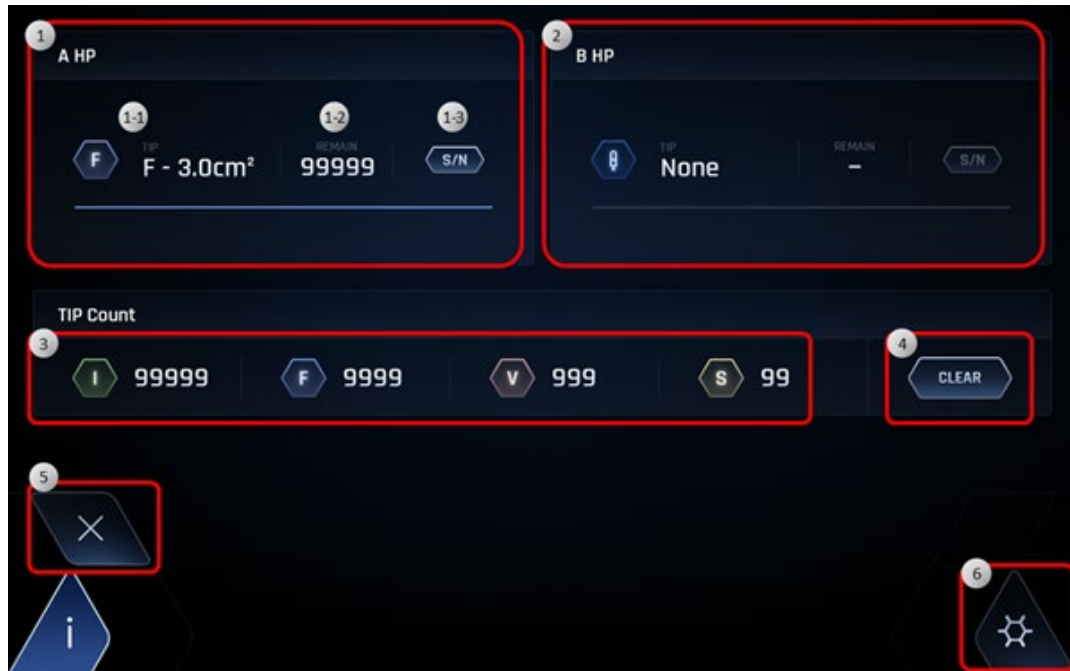 1
2
A HP
B HP
1-1
1-2
1-3
F
TIP
F - 3.0cm²
REMAIN
99999
S/N
TIP
None
REMAIN
–
S/N
TIP Count
3
4
I 99999
F 9999
V 999
S 99
CLEAR
5
6
i